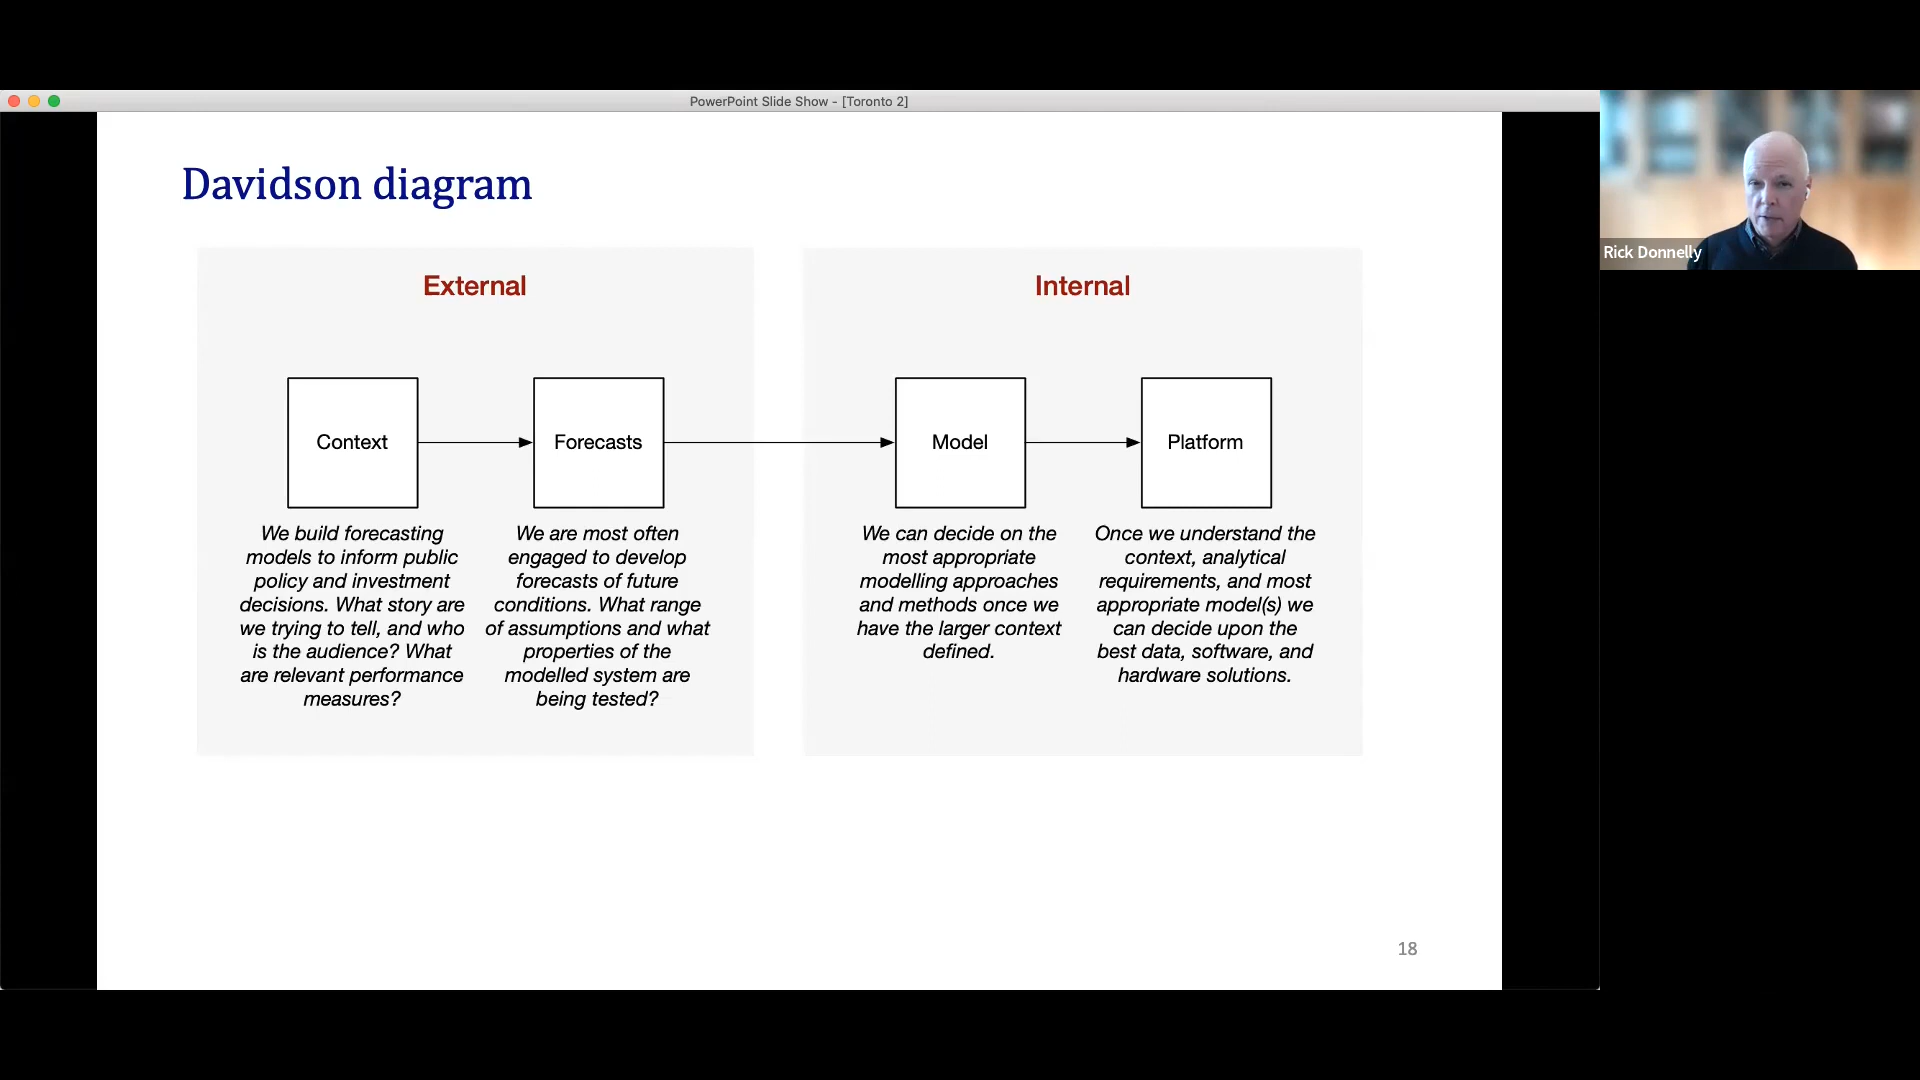 PowerPoint Slide Show - [Toronto 2]
Rick Donnelly
Davidson diagram
External
Context
Forecasts
We build forecasting
models to inform public
policy and investment
decisions. What story are
we trying to tell, and who
is the audience? What
are relevant performance
measures?
We are most often
engaged to develop
forecasts of future
conditions. What range
of assumptions and what
properties of the
modelled system are
being tested?
Internal
Model
Platform
We can decide on the
most appropriate
modelling approaches
and methods once we
have the larger context
defined.
Once we understand the
context, analytical
requirements, and most
appropriate model(s) we
can decide upon the
best data, software, and
hardware solutions.
18